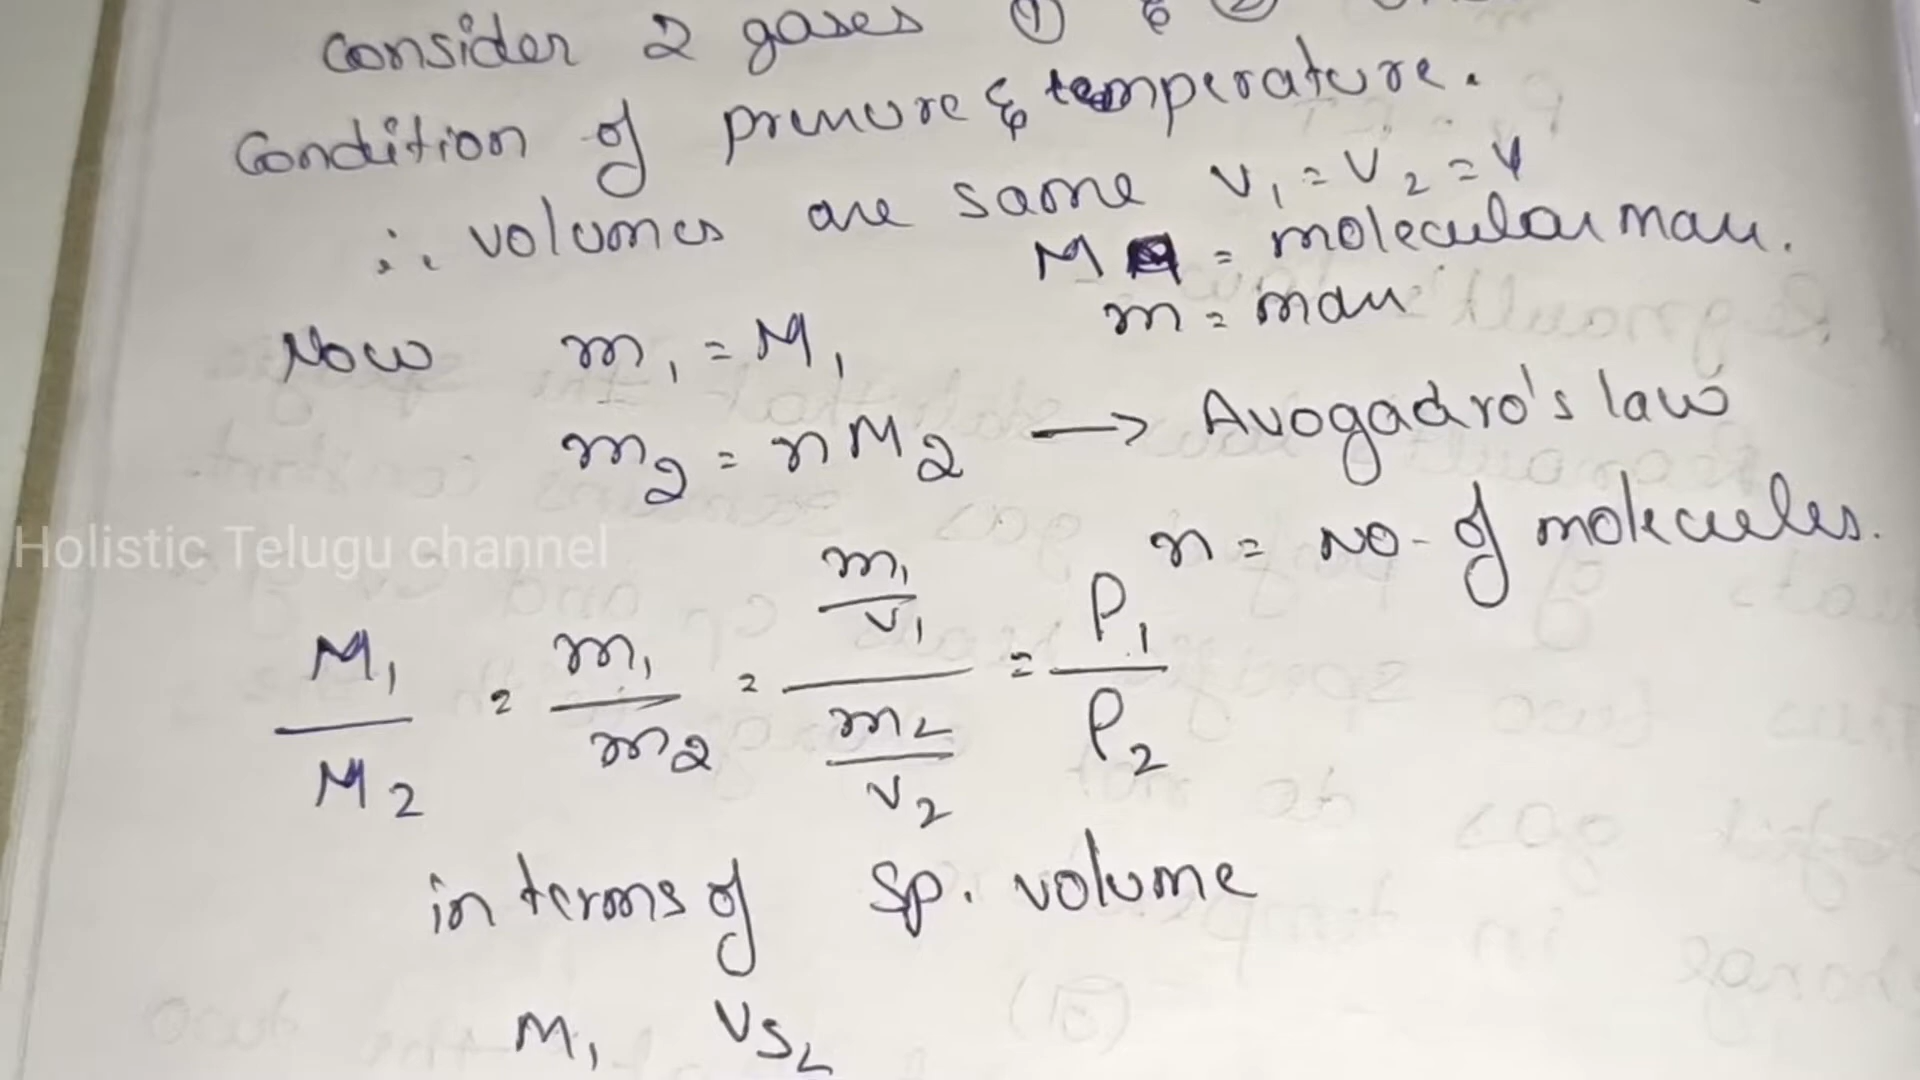 Consider 2 gases ① & ②
Condition of pressure & temperature.
∴ volumes are same V₁ = V₂ = V
M = molecular mass.
m = mass
Now m₁ = M₁
m₂ = nM₂ → Avogadro's law
n = No. of molecules.
Holistic Telugu channel
M₁/M₂ = m₁/m₂ = (m₁/V₁)/(m₂/V₂) = ρ₁/ρ₂
in terms of Sp. volume
M₁ Vs₂